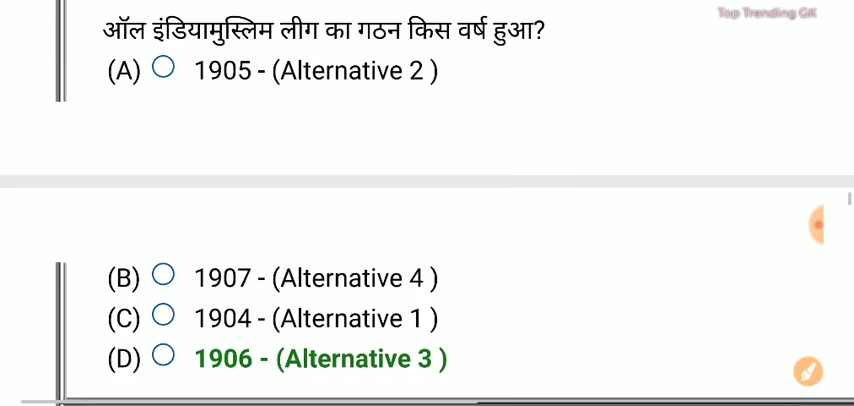 Top Trending GK
ऑल इंडियामुस्लिम लीग का गठन किस वर्ष हुआ?
(A) 1905 - (Alternative 2 )
(B) 1907 - (Alternative 4 )
(C) 1904 - (Alternative 1 )
(D) 1906 - (Alternative 3 )